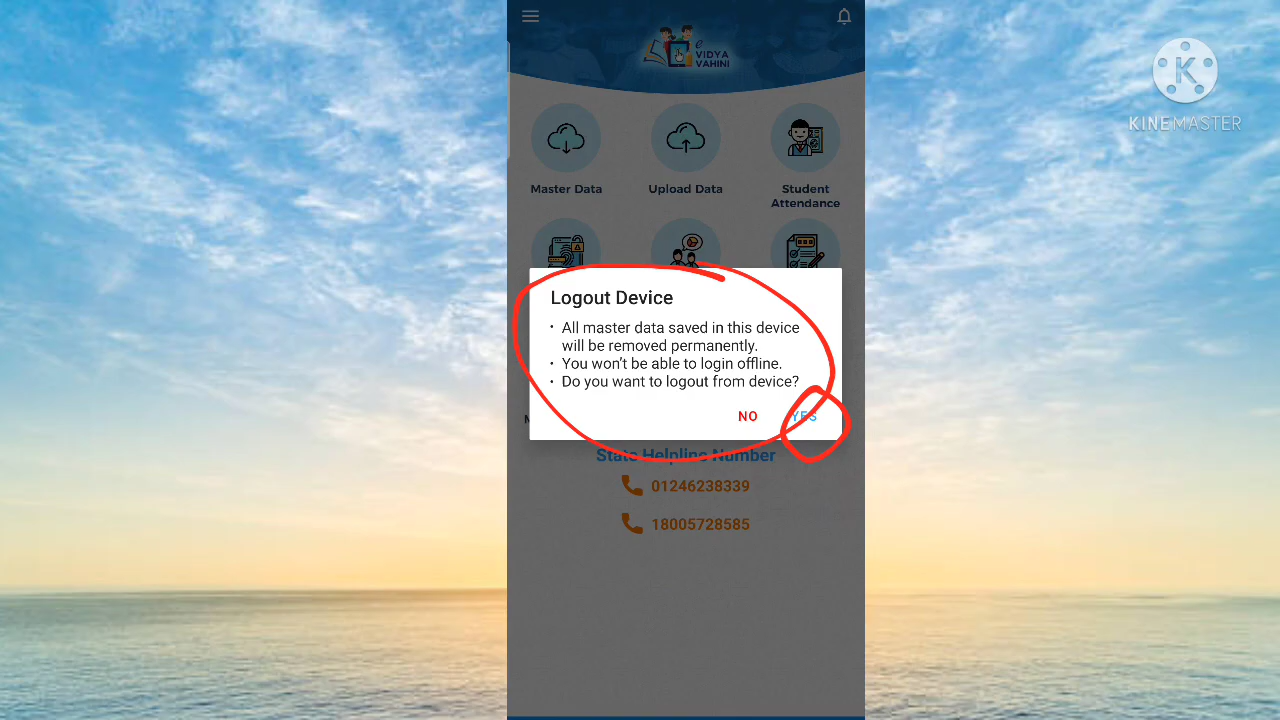 e
VIDYA
VAHINI
KINEMASTER
Master Data
Upload Data
Student
Attendance
Logout Device
• All master data saved in this device
will be removed permanently.
• You won't be able to login offline.
• Do you want to logout from device?
NO
YES
State Helpline Number
01246238339
18005728585